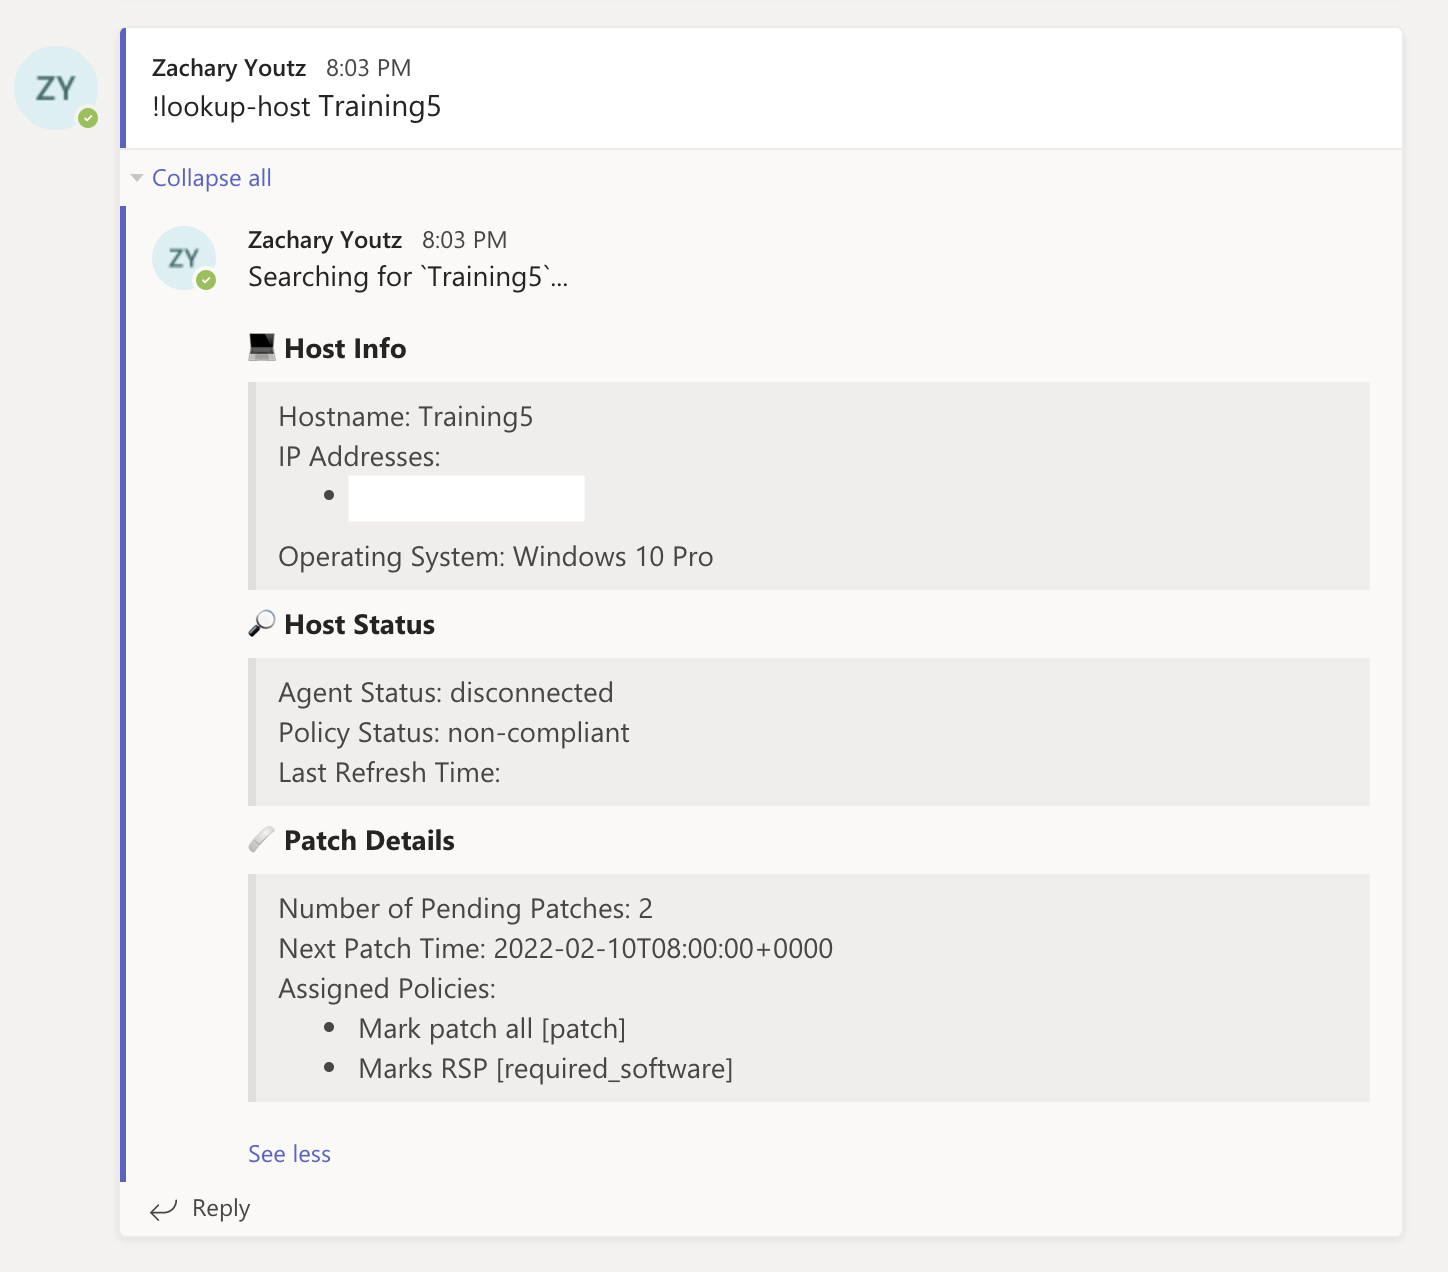 ZY
Zachary Youtz 8:03 PM
!lookup-host Training5
Collapse all
ZY
Zachary Youtz 8:03 PM
Searching for `Training5`...
Host Info
Hostname: Training5
IP Addresses:
Operating System: Windows 10 Pro
Host Status
Agent Status: disconnected
Policy Status: non-compliant
Last Refresh Time:
Patch Details
Number of Pending Patches: 2
Next Patch Time: 2022-02-10T08:00:00+0000
Assigned Policies:
• Mark patch all [patch]
• Marks RSP [required_software]
See less
Reply